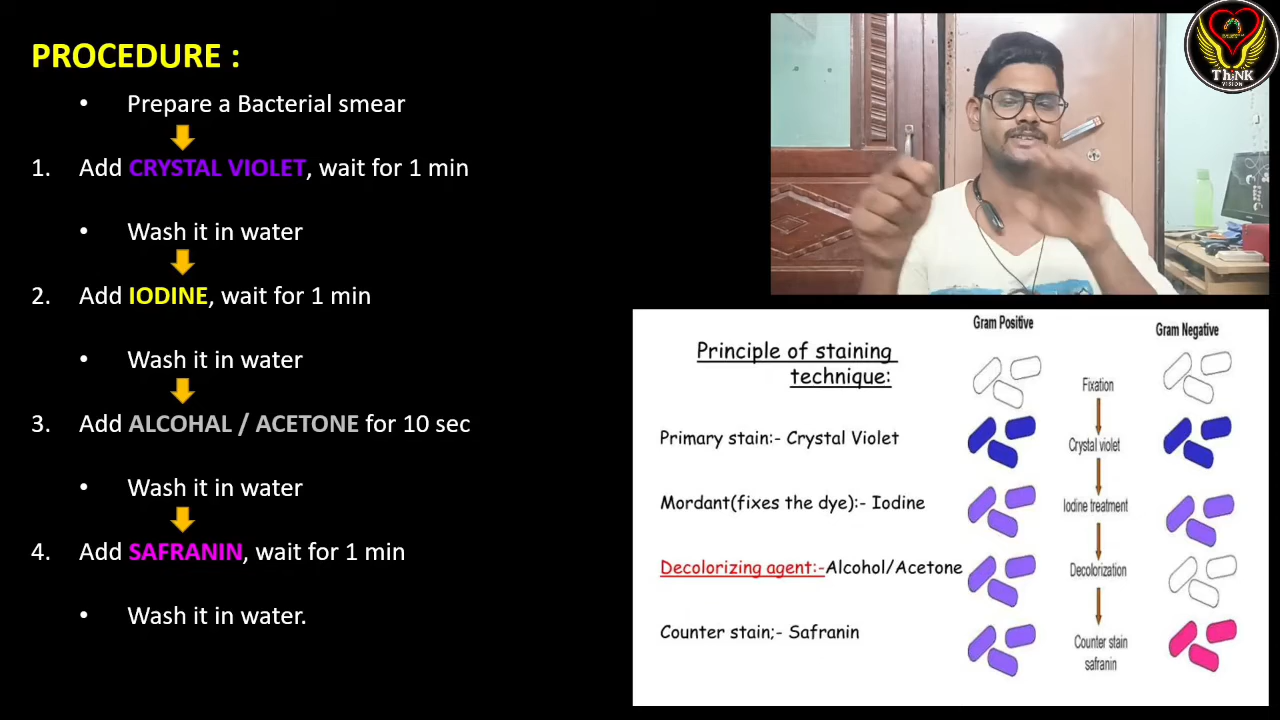 PROCEDURE :
• Prepare a Bacterial smear
1. Add CRYSTAL VIOLET, wait for 1 min
• Wash it in water
2. Add IODINE, wait for 1 min
• Wash it in water
3. Add ALCOHAL / ACETONE for 10 sec
• Wash it in water
4. Add SAFRANIN, wait for 1 min
• Wash it in water.
ThiNK
VISION
Principle of staining
technique:
Primary stain:- Crystal Violet
Mordant(fixes the dye):- Iodine
Decolorizing agent:-Alcohol/Acetone
Counter stain;- Safranin
Gram Positive
Gram Negative
Fixation
Crystal violet
Iodine treatment
Decolorization
Counter stain
safranin